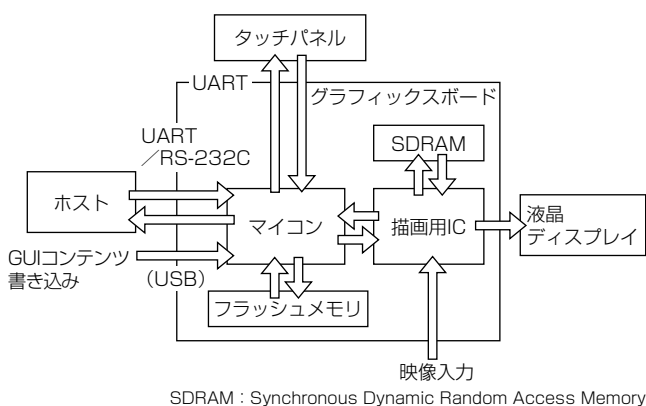 タッチパネル
UART
グラフィックスボード
UART
／RS-232C
SDRAM
ホスト
マイコン
描画用IC
液晶
ディスプレイ
GUIコンテンツ
書き込み
（USB）
フラッシュメモリ
映像入力
SDRAM：Synchronous Dynamic Random Access Memory